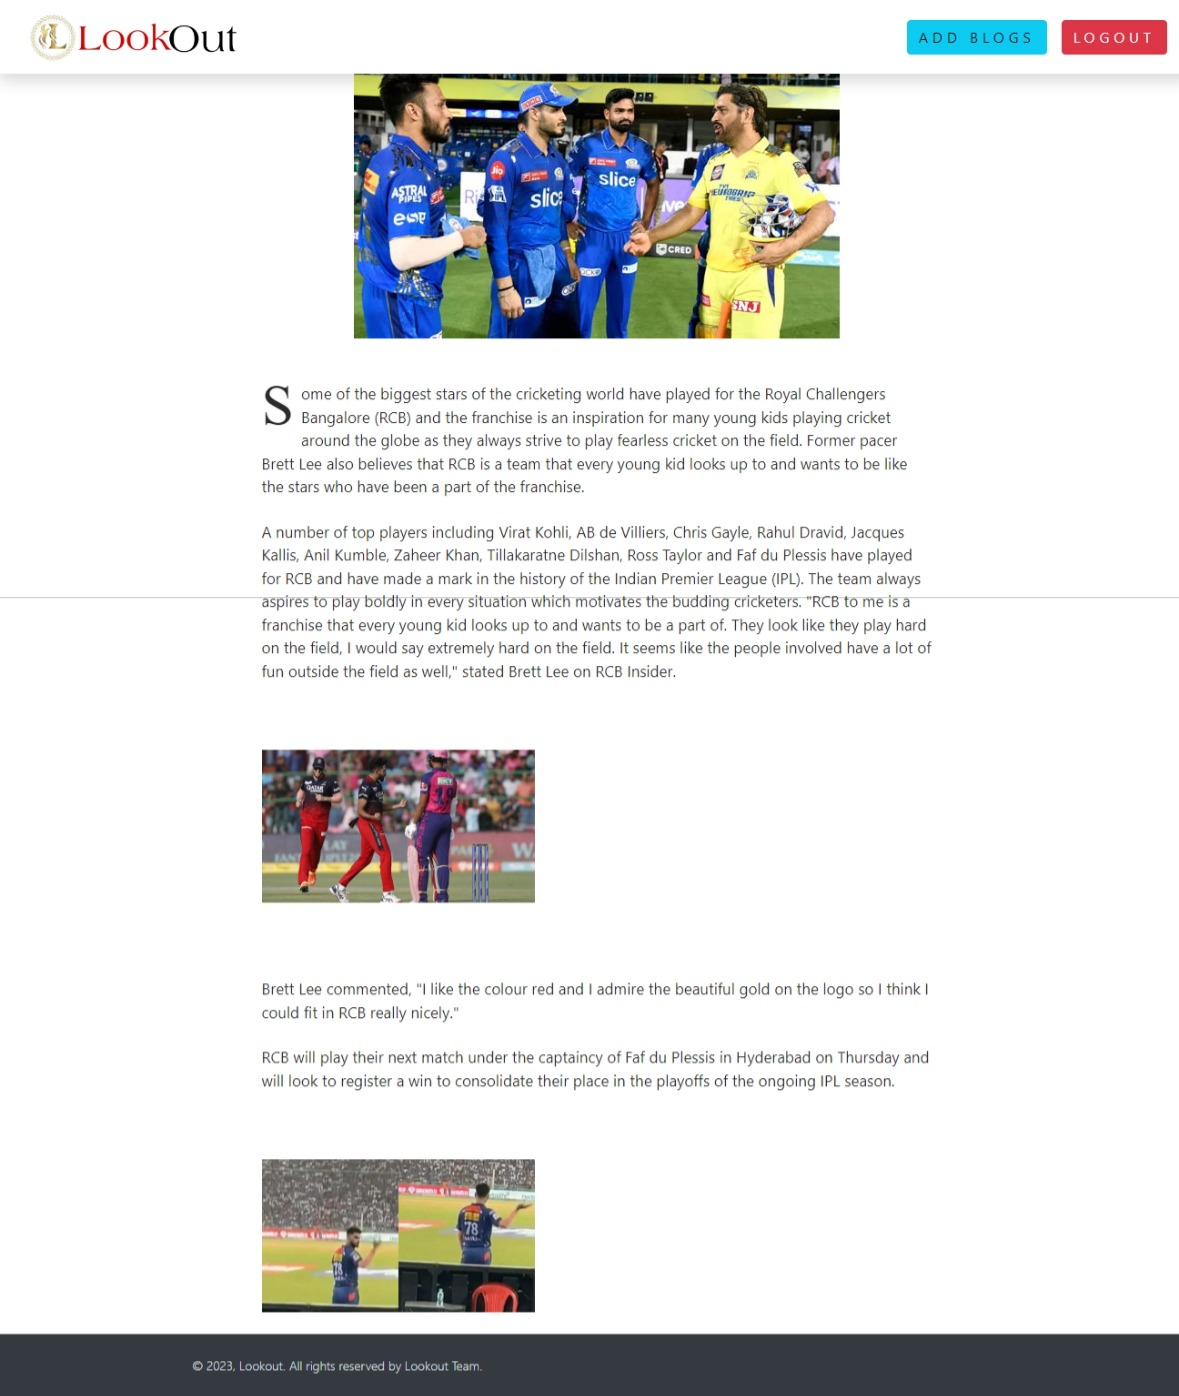 LookOut
ADD BLOGS
LOGOUT
ASTRAL
PIPES
slice
slice
Jio
CRED
SNJ
Some of the biggest stars of the cricketing world have played for the Royal Challengers
Bangalore (RCB) and the franchise is an inspiration for many young kids playing cricket
around the globe as they always strive to play fearless cricket on the field. Former pacer
Brett Lee also believes that RCB is a team that every young kid looks up to and wants to be like
the stars who have been a part of the franchise.
A number of top players including Virat Kohli, AB de Villiers, Chris Gayle, Rahul Dravid, Jacques
Kallis, Anil Kumble, Zaheer Khan, Tillakaratne Dilshan, Ross Taylor and Faf du Plessis have played
for RCB and have made a mark in the history of the Indian Premier League (IPL). The team always
aspires to play boldly in every situation which motivates the budding cricketers. "RCB to me is a
franchise that every young kid looks up to and wants to be a part of. They look like they play hard
on the field, I would say extremely hard on the field. It seems like the people involved have a lot of
fun outside the field as well," stated Brett Lee on RCB Insider.
Brett Lee commented, "I like the colour red and I admire the beautiful gold on the logo so I think I
could fit in RCB really nicely."
RCB will play their next match under the captaincy of Faf du Plessis in Hyderabad on Thursday and
will look to register a win to consolidate their place in the playoffs of the ongoing IPL season.
78
78
© 2023, Lookout. All rights reserved by Lookout Team.